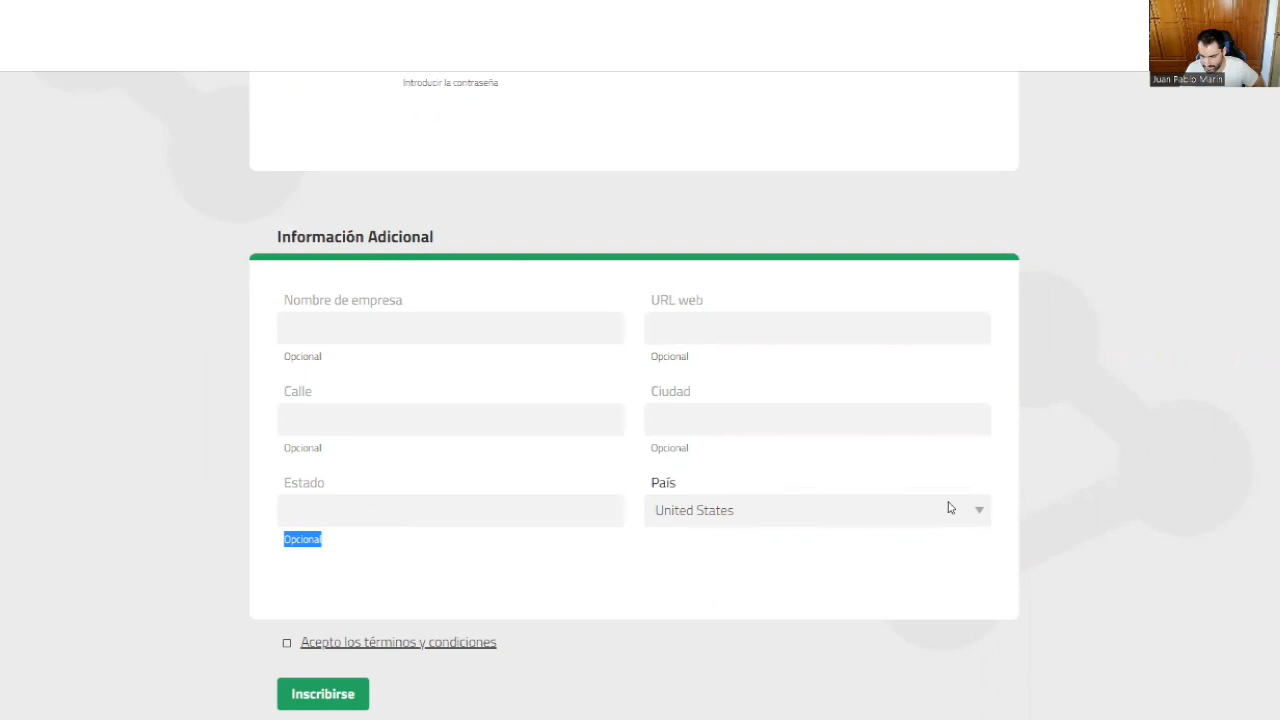 Juan Pablo Marin
Introducir la contraseña
Información Adicional
Nombre de empresa
URL web
Opcional
Opcional
Calle
Ciudad
Opcional
Opcional
Estado
País
United States
Opcional
Acepto los términos y condiciones
Inscribirse